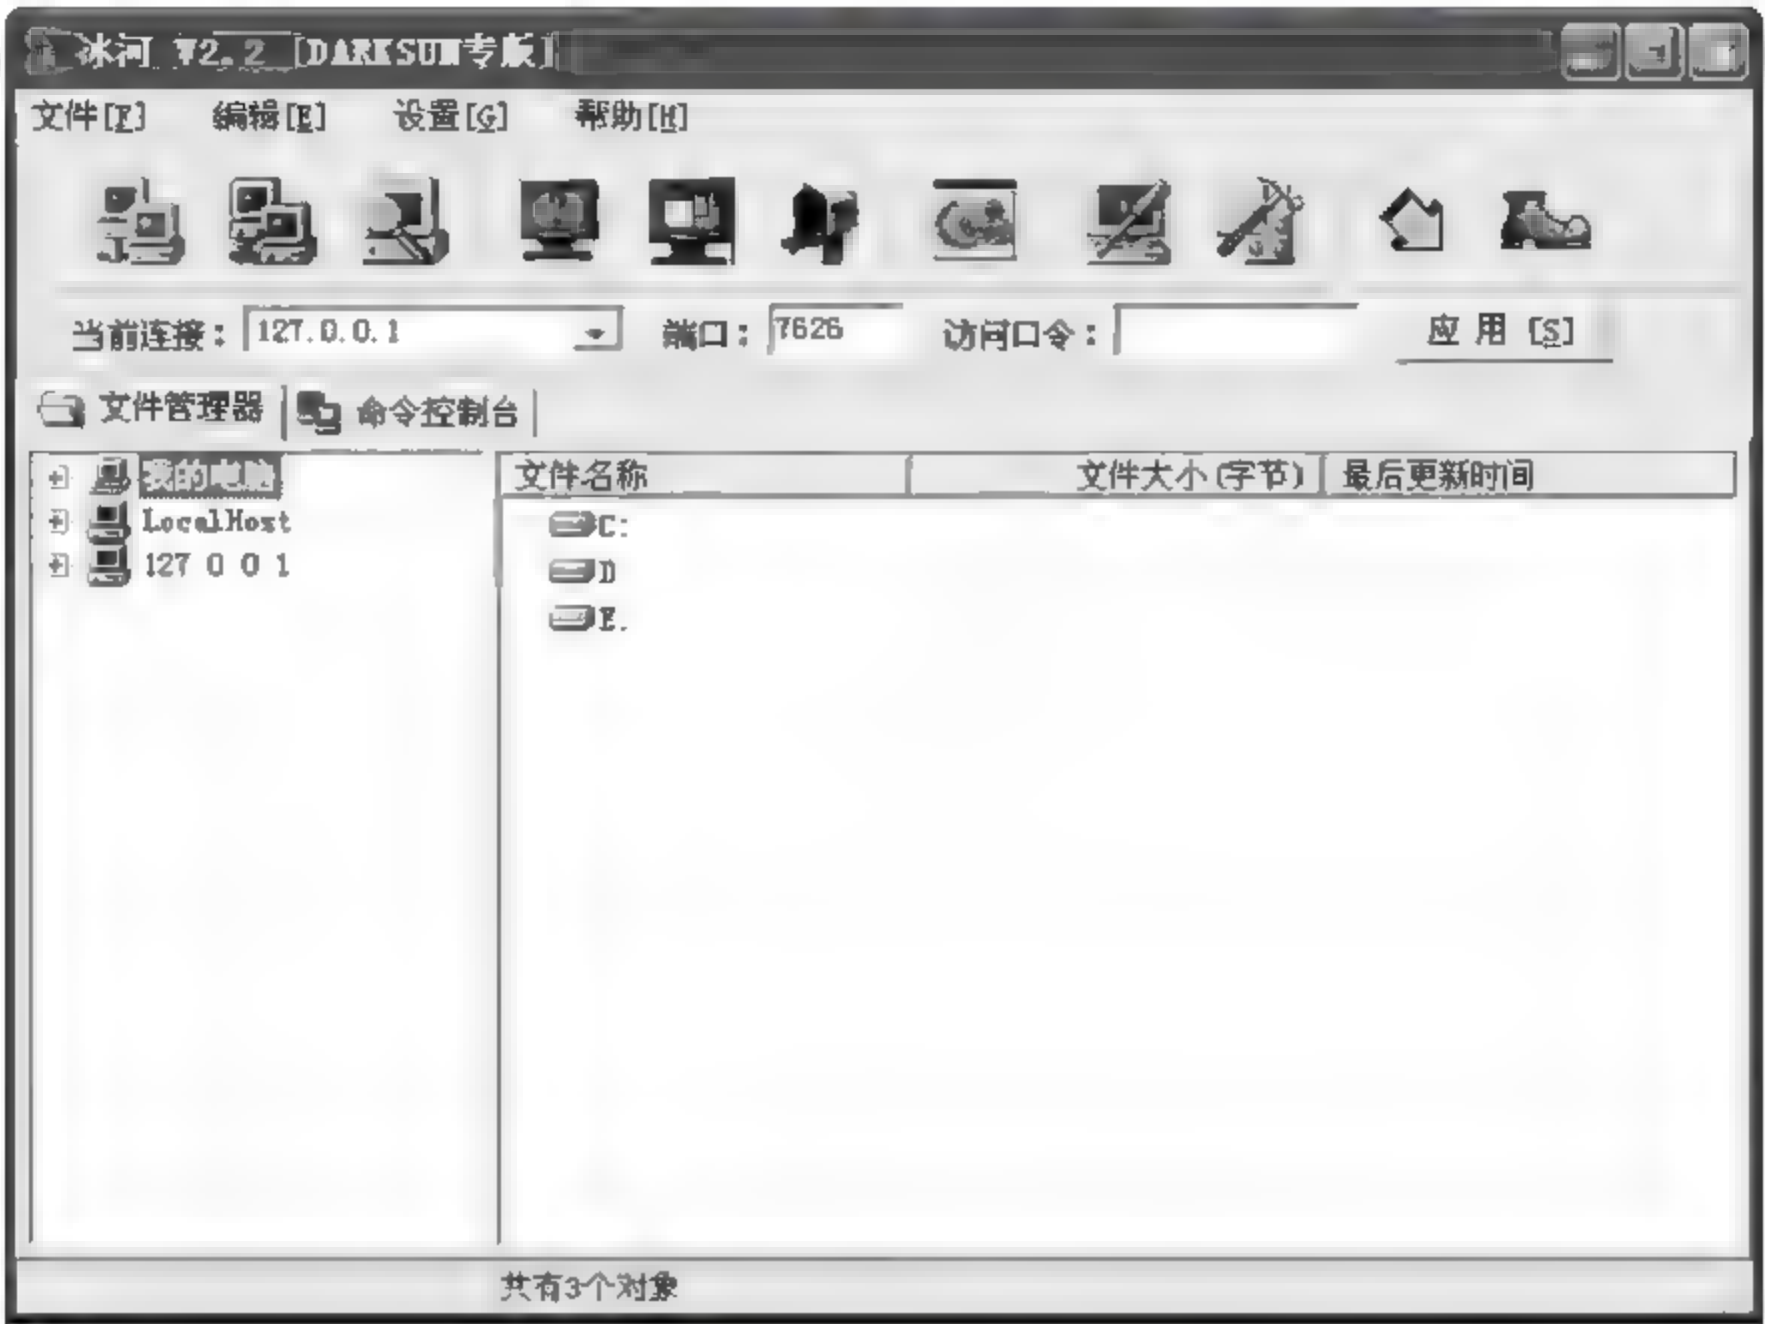 冰河 V2.2 [DARKSUN专版]
文件[F] 编辑[E] 设置[G] 帮助[H]
当前连接: 127.0.0.1 端口: 7626 访问口令: 应 用 [S]
文件管理器 命令控制台
我的电脑 文件名称 文件大小(字节) 最后更新时间
LocalHost C:
127 0 0 1 D
E.
共有3个对象